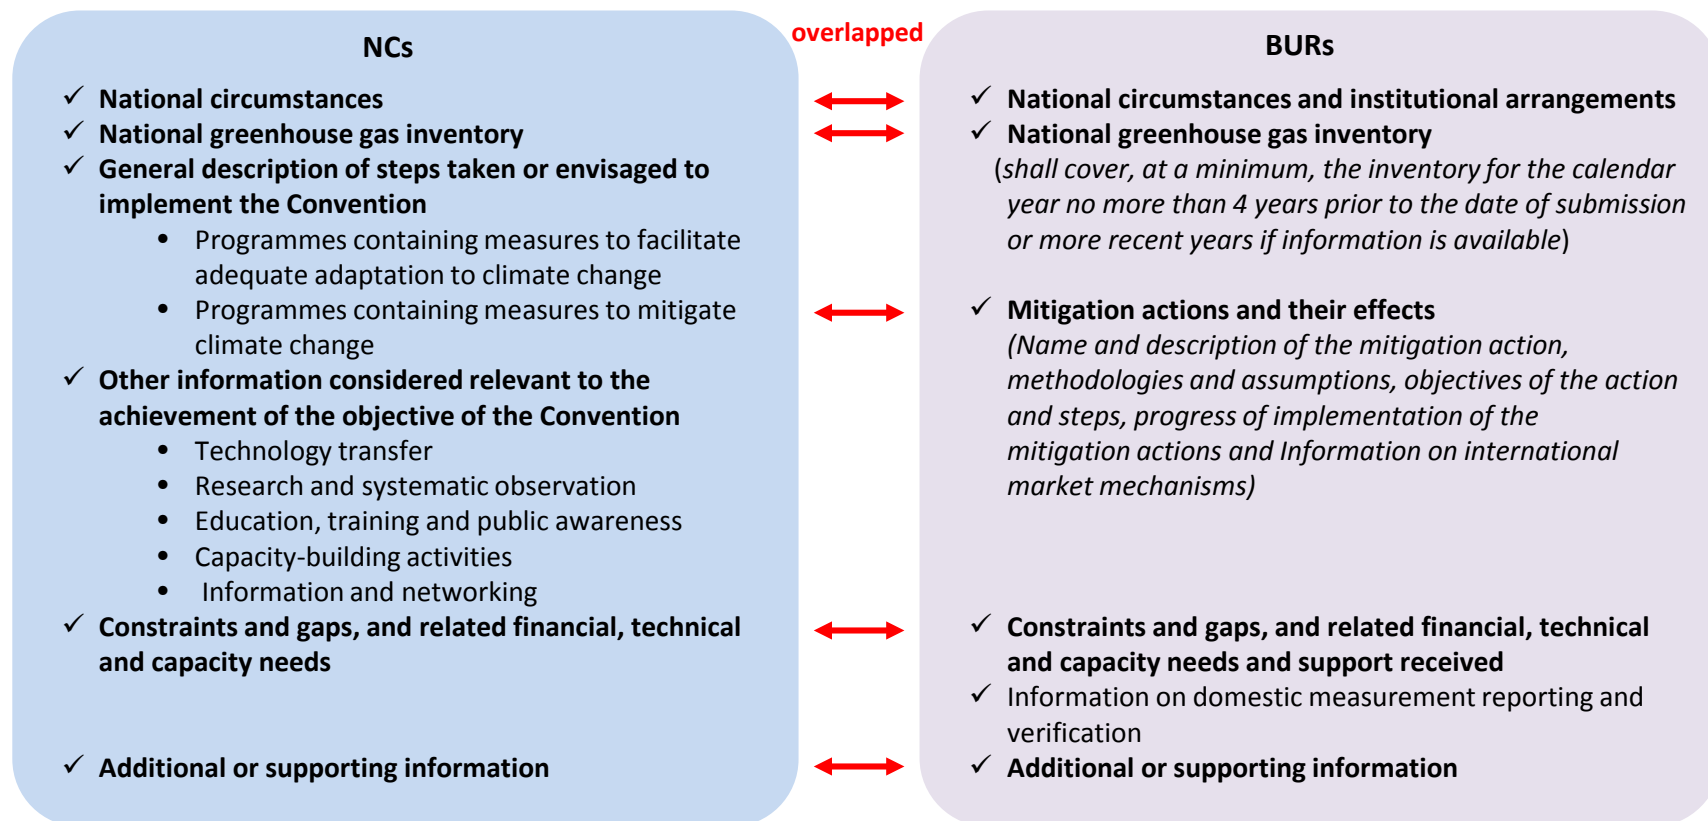 NCs
✓ National circumstances
✓ National greenhouse gas inventory
✓ General description of steps taken or envisaged to
implement the Convention
• Programmes containing measures to facilitate
adequate adaptation to climate change
• Programmes containing measures to mitigate
climate change
✓ Other information considered relevant to the
achievement of the objective of the Convention
• Technology transfer
• Research and systematic observation
• Education, training and public awareness
• Capacity-building activities
• Information and networking
✓ Constraints and gaps, and related financial, technical
and capacity needs
✓ Additional or supporting information
overlapped
BURs
✓ National circumstances and institutional arrangements
✓ National greenhouse gas inventory
(shall cover, at a minimum, the inventory for the calendar
year no more than 4 years prior to the date of submission
or more recent years if information is available)
✓ Mitigation actions and their effects
(Name and description of the mitigation action,
methodologies and assumptions, objectives of the action
and steps, progress of implementation of the
mitigation actions and Information on international
market mechanisms)
✓ Constraints and gaps, and related financial, technical
and capacity needs and support received
✓ Information on domestic measurement reporting and
verification
✓ Additional or supporting information